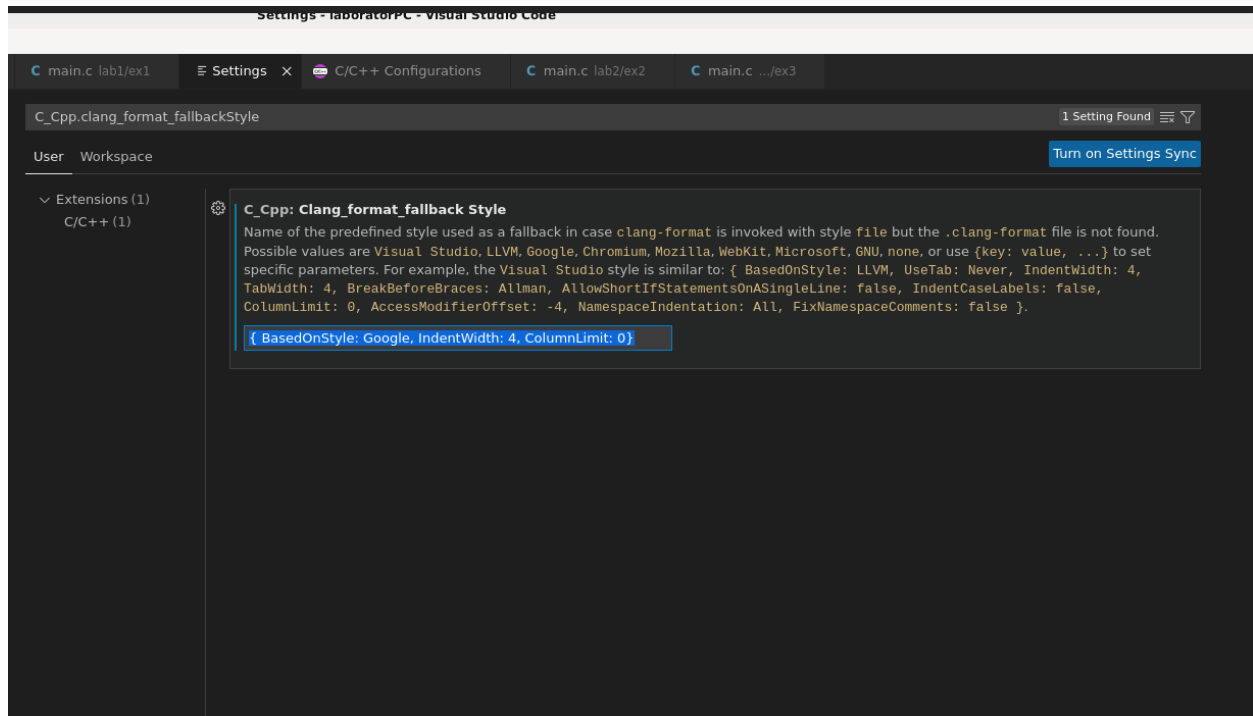 Settings - laboratorPC - Visual Studio Code
C main.c lab1/ex1 Settings X C/C++ Configurations C main.c lab2/ex2 C main.c .../ex3
C_Cpp.clang_format_fallbackStyle 1 Setting Found
User Workspace Turn on Settings Sync
Extensions (1)
C/C++ (1)
C_Cpp: Clang_format_fallback Style
Name of the predefined style used as a fallback in case clang-format is invoked with style file but the .clang-format file is not found.
Possible values are Visual Studio, LLVM, Google, Chromium, Mozilla, WebKit, Microsoft, GNU, none, or use {key: value, ...} to set
specific parameters. For example, the Visual Studio style is similar to: { BasedOnStyle: LLVM, UseTab: Never, IndentWidth: 4,
TabWidth: 4, BreakBeforeBraces: Allman, AllowShortIfStatementsOnASingleLine: false, IndentCaseLabels: false,
ColumnLimit: 0, AccessModifierOffset: -4, NamespaceIndentation: All, FixNamespaceComments: false }.
{ BasedOnStyle: Google, IndentWidth: 4, ColumnLimit: 0}